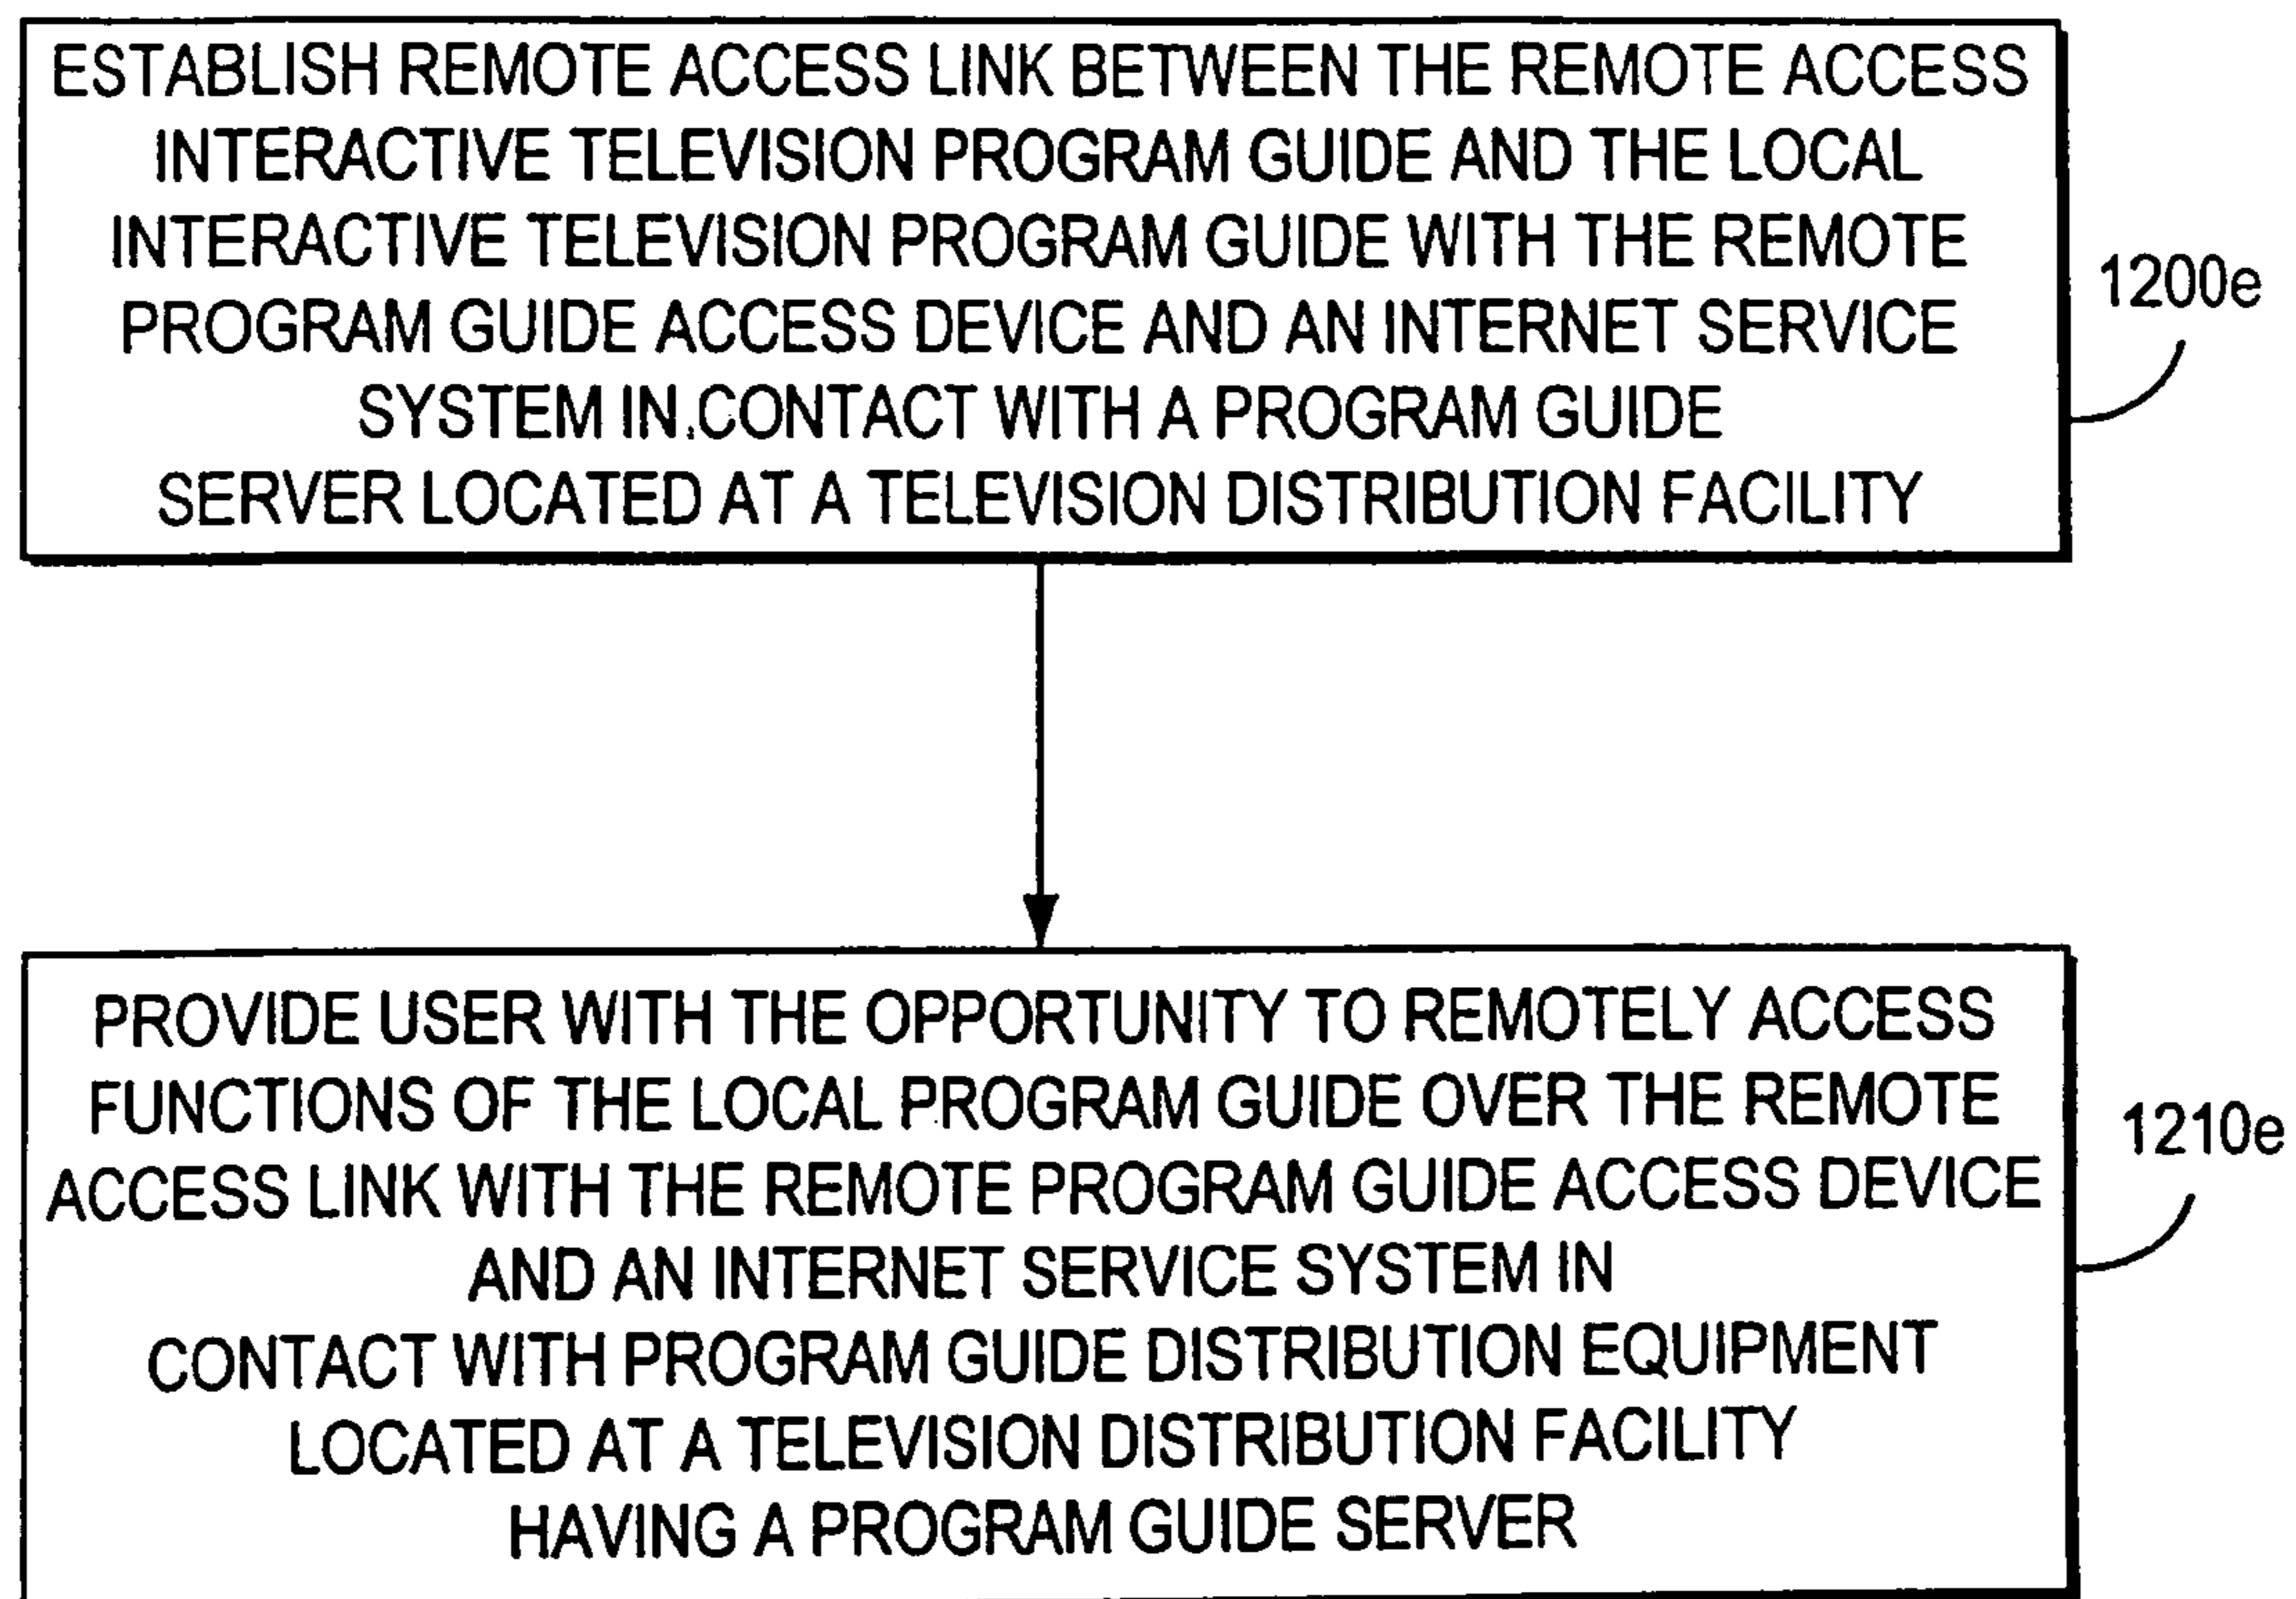 ESTABLISH REMOTE ACCESS LINK BETWEEN THE REMOTE ACCESS
INTERACTIVE TELEVISION PROGRAM GUIDE AND THE LOCAL
INTERACTIVE TELEVISION PROGRAM GUIDE WITH THE REMOTE
PROGRAM GUIDE ACCESS DEVICE AND AN INTERNET SERVICE
SYSTEM IN CONTACT WITH A PROGRAM GUIDE
SERVER LOCATED AT A TELEVISION DISTRIBUTION FACILITY
1200e
PROVIDE USER WITH THE OPPORTUNITY TO REMOTELY ACCESS
FUNCTIONS OF THE LOCAL PROGRAM GUIDE OVER THE REMOTE
ACCESS LINK WITH THE REMOTE PROGRAM GUIDE ACCESS DEVICE
AND AN INTERNET SERVICE SYSTEM IN
CONTACT WITH PROGRAM GUIDE DISTRIBUTION EQUIPMENT
LOCATED AT A TELEVISION DISTRIBUTION FACILITY
HAVING A PROGRAM GUIDE SERVER
1210e